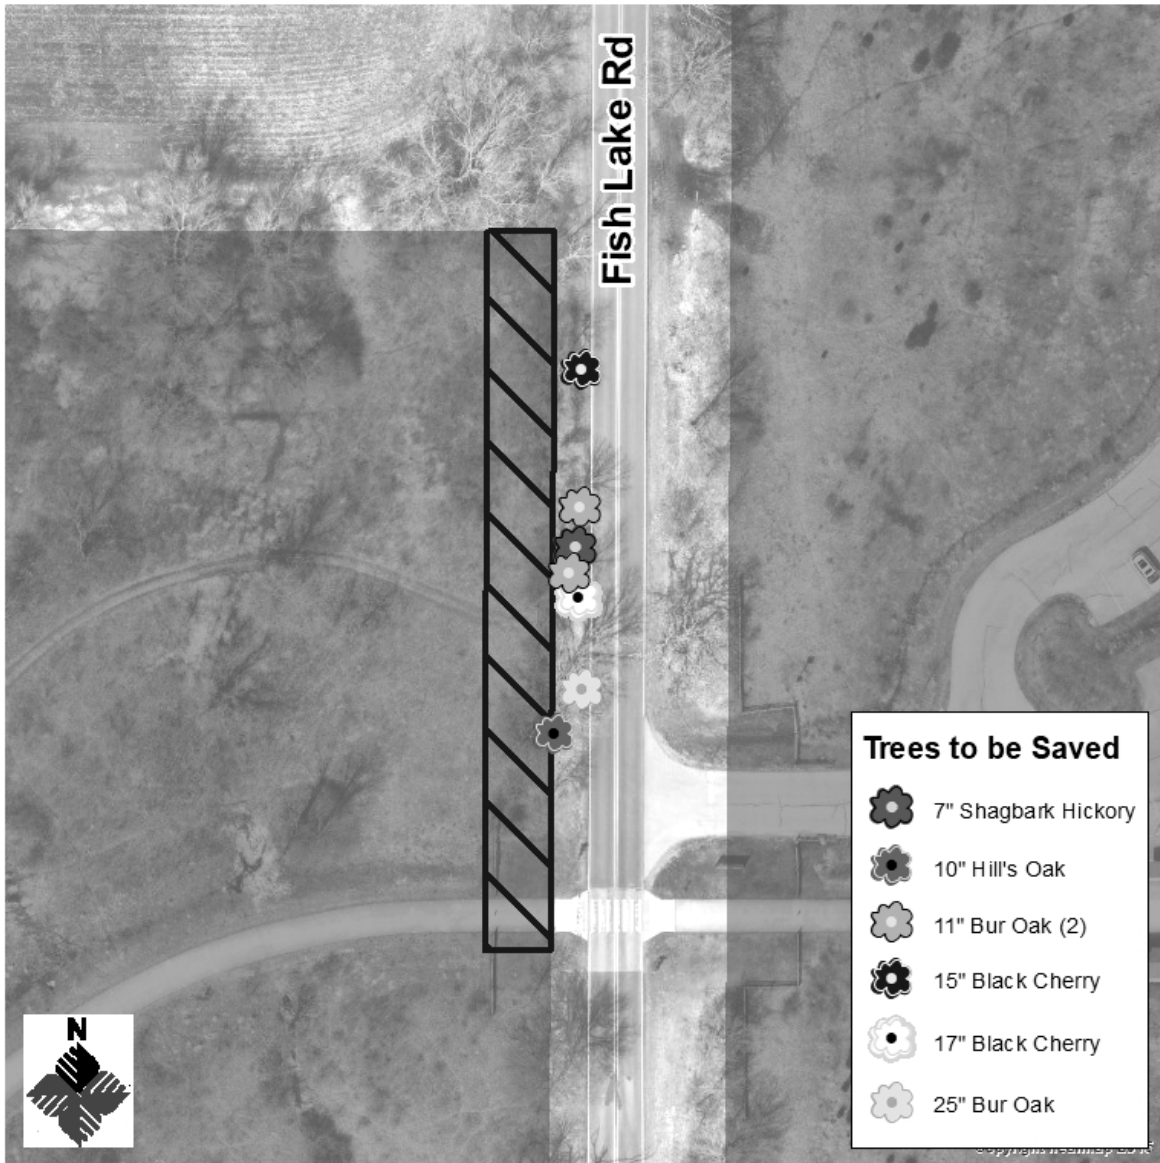 Fish Lake Rd
Trees to be Saved
7" Shagbark Hickory
10" Hill's Oak
11" Bur Oak (2)
15" Black Cherry
17" Black Cherry
25" Bur Oak
N